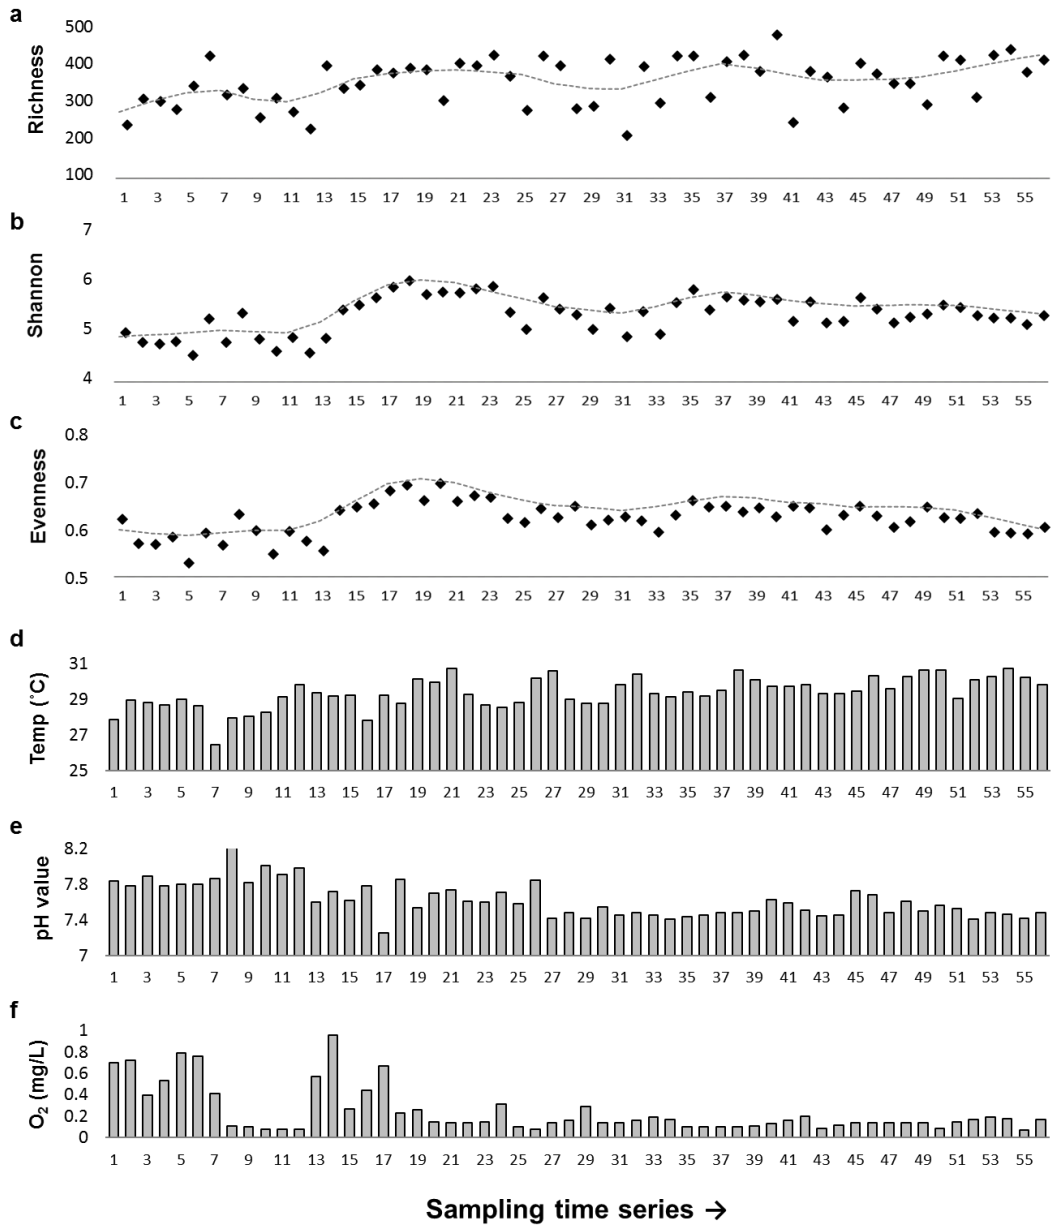 a
Richness
500
400
300
200
100
1 3 5 7 9 11 13 15 17 19 21 23 25 27 29 31 33 35 37 39 41 43 45 47 49 51 53 55
b
Shannon
7
6
5
4
1 3 5 7 9 11 13 15 17 19 21 23 25 27 29 31 33 35 37 39 41 43 45 47 49 51 53 55
c
Evenness
0.8
0.7
0.6
0.5
1 3 5 7 9 11 13 15 17 19 21 23 25 27 29 31 33 35 37 39 41 43 45 47 49 51 53 55
d
Temp (˚C)
31
29
27
25
1 3 5 7 9 11 13 15 17 19 21 23 25 27 29 31 33 35 37 39 41 43 45 47 49 51 53 55
e
pH value
8.2
7.8
7.4
7
1 3 5 7 9 11 13 15 17 19 21 23 25 27 29 31 33 35 37 39 41 43 45 47 49 51 53 55
f
O₂ (mg/L)
1
0.8
0.6
0.4
0.2
0
1 3 5 7 9 11 13 15 17 19 21 23 25 27 29 31 33 35 37 39 41 43 45 47 49 51 53 55
Sampling time series →